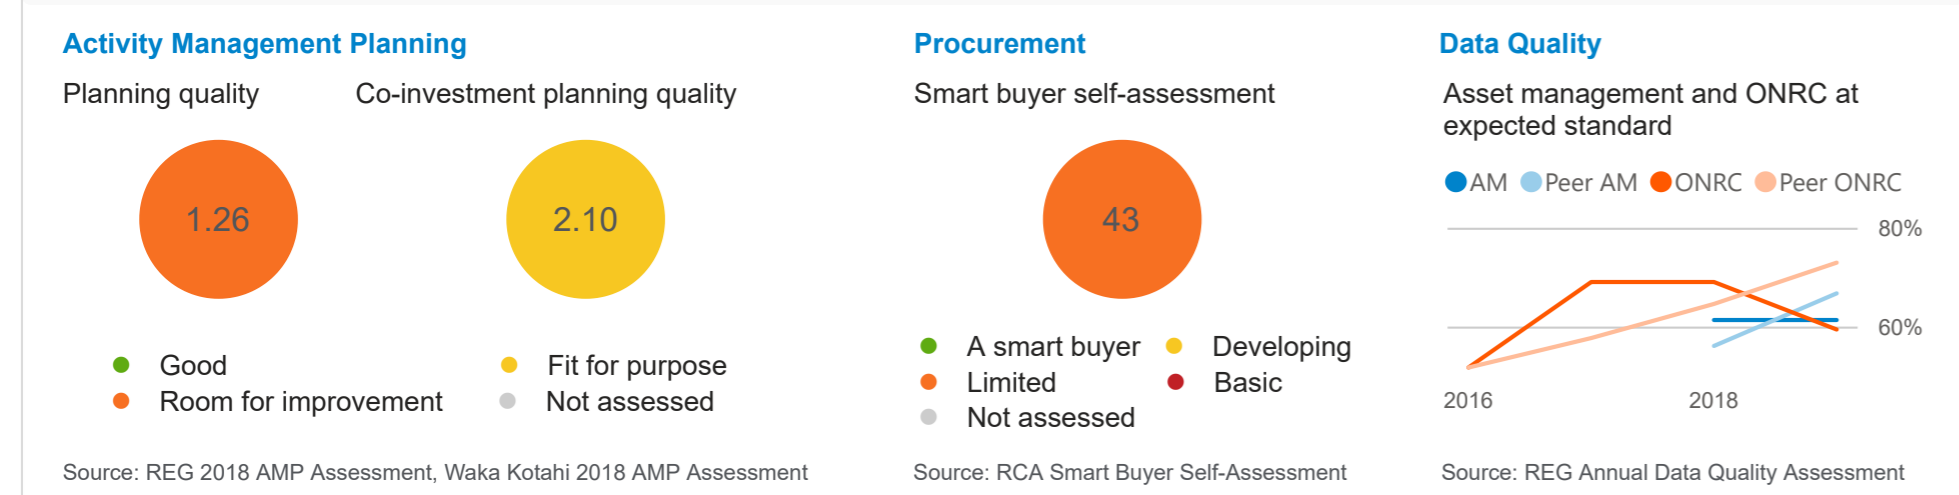 Activity Management Planning
Planning quality
Co-investment planning quality
1.26
2.10
Good
Fit for purpose
Room for improvement
Not assessed
Source: REG 2018 AMP Assessment, Waka Kotahi 2018 AMP Assessment
Procurement
Smart buyer self-assessment
43
A smart buyer
Developing
Limited
Basic
Not assessed
Source: RCA Smart Buyer Self-Assessment
Data Quality
Asset management and ONRC at
expected standard
AM Peer AM ONRC Peer ONRC
80%
60%
2016
2018
Source: REG Annual Data Quality Assessment